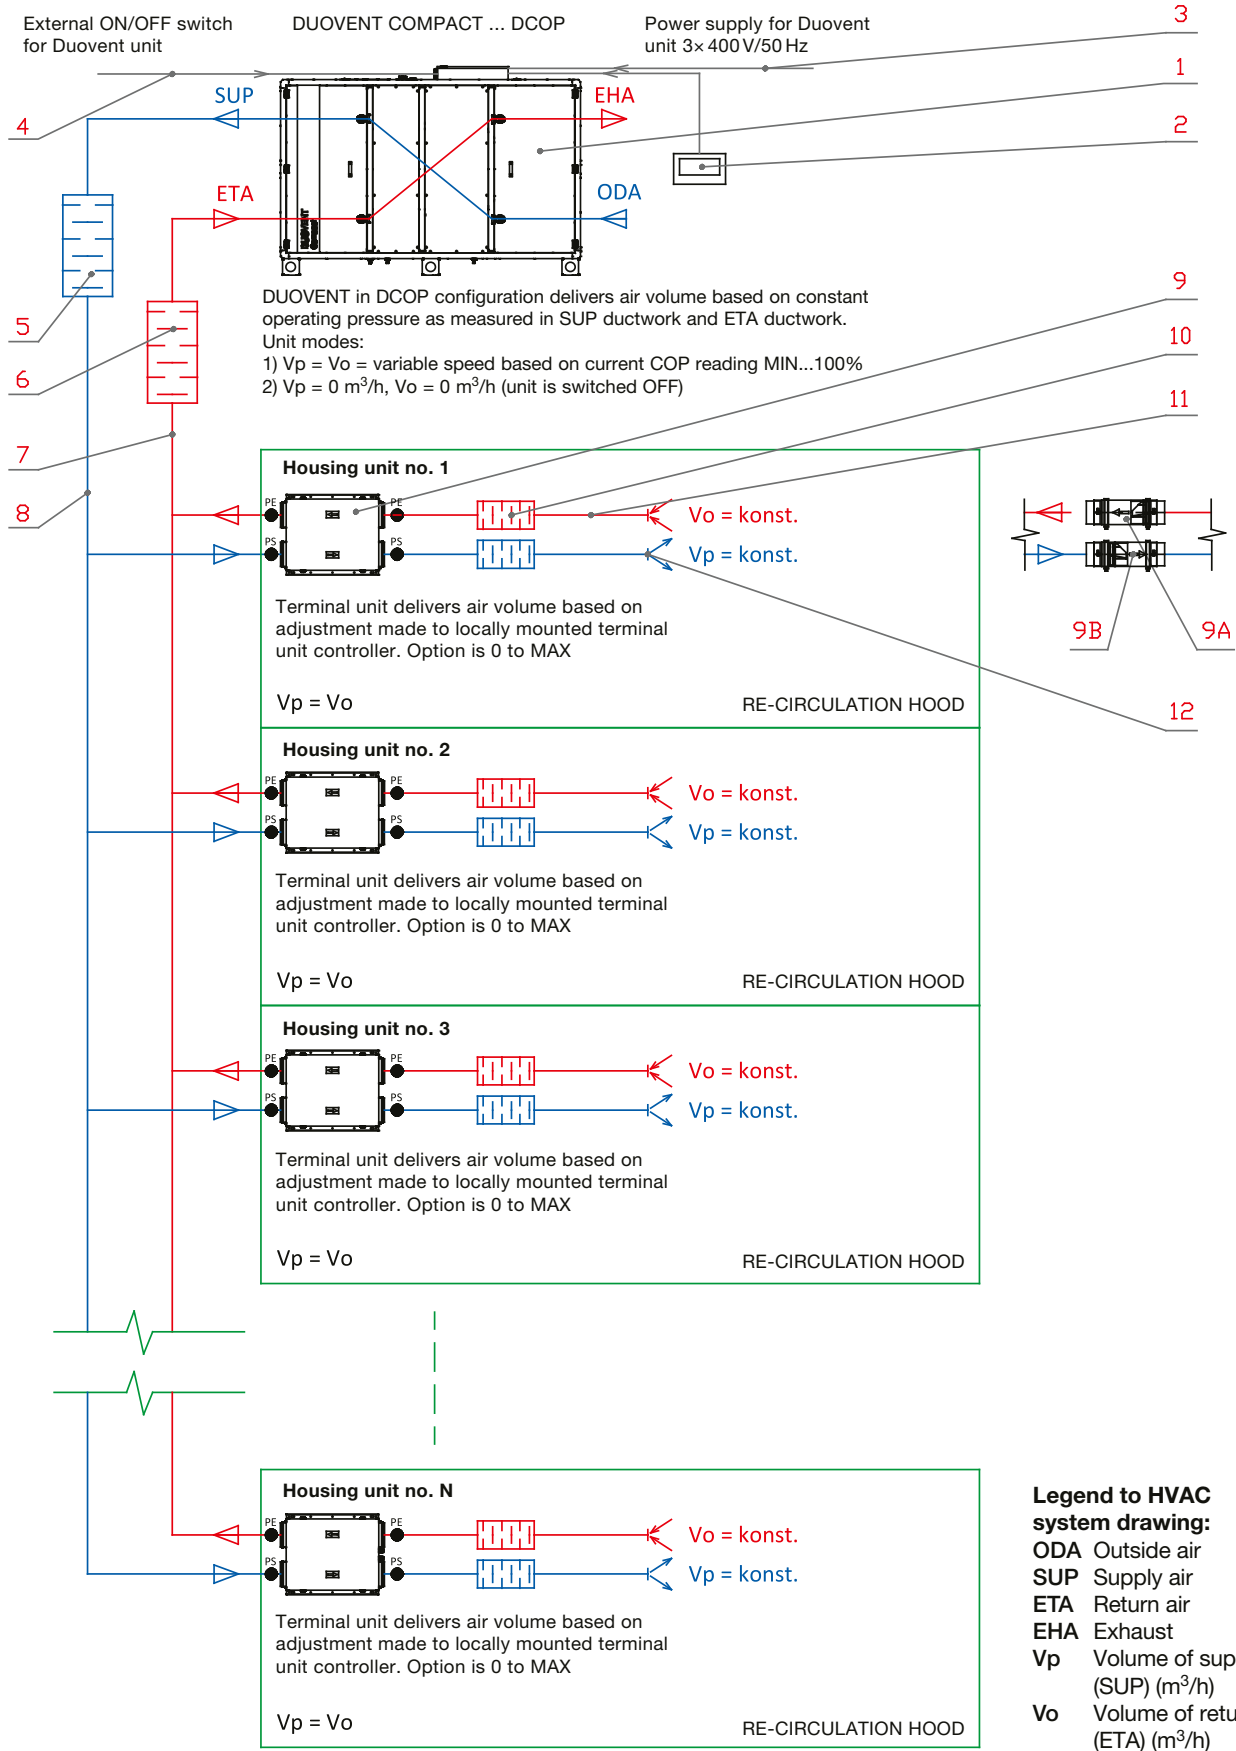 External ON/OFF switch
for Duovent unit
DUOVENT COMPACT ... DCOP
Power supply for Duovent
unit 3× 400 V/50 Hz
3
1
2
4
SUP
EHA
ETA
ODA
DUOVENT
5
6
7
8
DUOVENT in DCOP configuration delivers air volume based on constant
operating pressure as measured in SUP ductwork and ETA ductwork.
Unit modes:
1) Vp = Vo = variable speed based on current COP reading MIN...100%
2) Vp = 0 m³/h, Vo = 0 m³/h (unit is switched OFF)
9
10
11
Housing unit no. 1
PE PE
Vo = konst.
PS PS
Vp = konst.
Terminal unit delivers air volume based on
adjustment made to locally mounted terminal
unit controller. Option is 0 to MAX
Vp = Vo
RE-CIRCULATION HOOD
9B
9A
12
Housing unit no. 2
PE PE
Vo = konst.
PS PS
Vp = konst.
Terminal unit delivers air volume based on
adjustment made to locally mounted terminal
unit controller. Option is 0 to MAX
Vp = Vo
RE-CIRCULATION HOOD
Housing unit no. 3
PE PE
Vo = konst.
PS PS
Vp = konst.
Terminal unit delivers air volume based on
adjustment made to locally mounted terminal
unit controller. Option is 0 to MAX
Vp = Vo
RE-CIRCULATION HOOD
Housing unit no. N
PE PE
Vo = konst.
PS PS
Vp = konst.
Terminal unit delivers air volume based on
adjustment made to locally mounted terminal
unit controller. Option is 0 to MAX
Vp = Vo
RE-CIRCULATION HOOD
Legend to HVAC
system drawing:
ODA Outside air
SUP Supply air
ETA Return air
EHA Exhaust
Vp Volume of sup
(SUP) (m³/h)
Vo Volume of retu
(ETA) (m³/h)